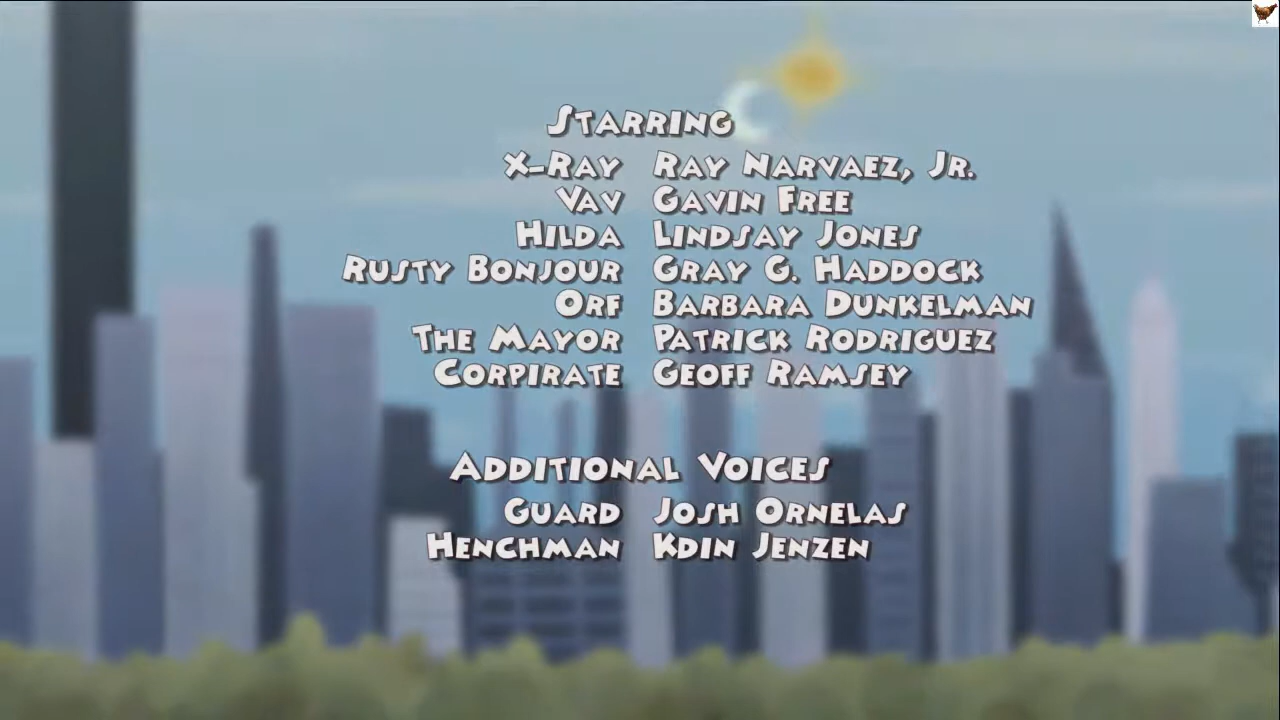 Starring
X-Ray Ray Narvaez, Jr.
Vav Gavin Free
Hilda Lindsay Jones
Rusty Bonjour Gray G. Haddock
Orf Barbara Dunkelman
The Mayor Patrick Rodriguez
Corpirate Geoff Ramsey
Additional Voices
Guard Josh Ornelas
Henchman Kdin Jenzen